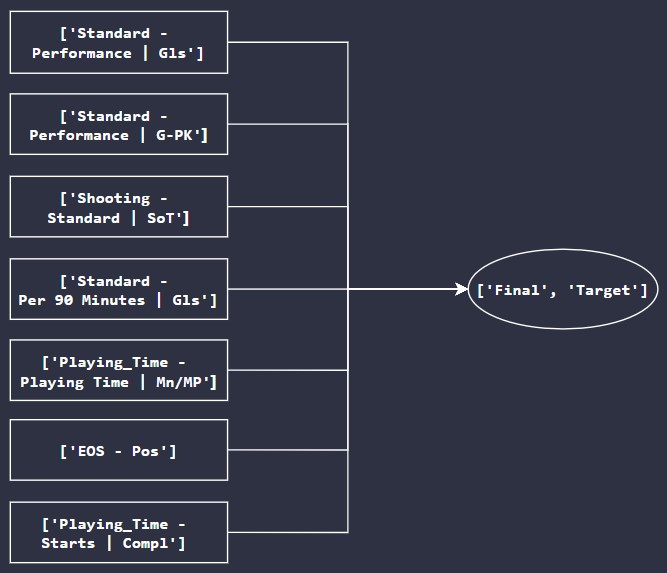 ['Standard -
Performance | Gls']
['Standard -
Performance | G-PK']
['Shooting -
Standard | SoT']
['Standard -
Per 90 Minutes | Gls']
['Playing_Time -
Playing Time | Mn/MP']
['EOS - Pos']
['Playing_Time -
Starts | Compl']
['Final', 'Target']